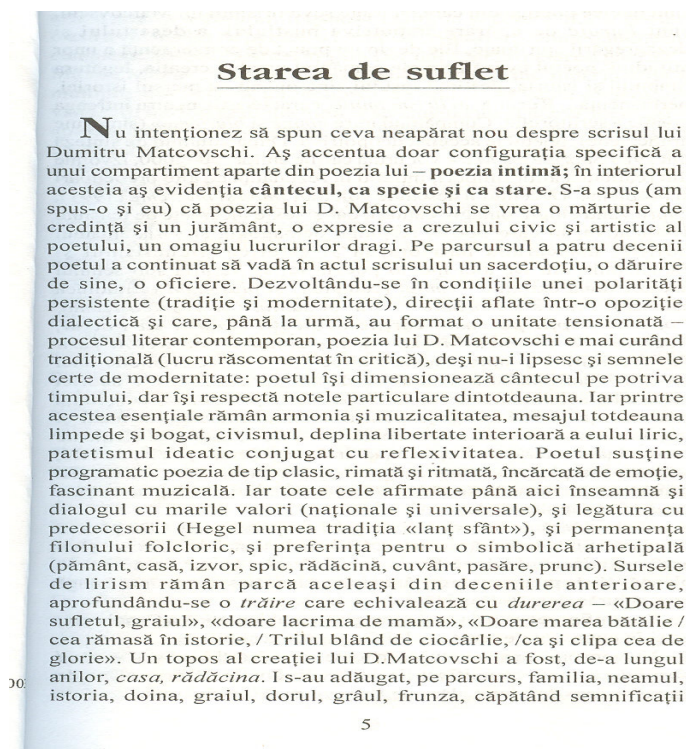 Starea de suflet
Nu intenţionez să spun ceva neapărat nou despre scrisul lui
Dumitru Matcovschi. Aş accentua doar configuraţia specifică a
unui compartiment aparte din poezia lui – poezia intimă; în interiorul
acesteia aş evidenţia cântecul, ca specie şi ca stare. S-a spus (am
spus-o şi eu) că poezia lui D. Matcovschi se vrea o mărturie de
credinţă şi un jurământ, o expresie a crezului civic şi artistic al
poetului, un omagiu lucrurilor dragi. Pe parcursul a patru decenii
poetul a continuat să vadă în actul scrisului un sacerdoţiu, o dăruire
de sine, o oficiere. Dezvoltându-se în condiţiile unei polarităţi
persistente (tradiţie şi modernitate), direcţii aflate într-o opoziţie
dialectică şi care, până la urmă, au format o unitate tensionată –
procesul literar contemporan, poezia lui D. Matcovschi e mai curând
tradiţională (lucru răscomentat în critică), deşi nu-i lipsesc şi semnele
certe de modernitate: poetul îşi dimensionează cântecul pe potriva
timpului, dar îşi respectă notele particulare dintotdeauna. Iar printre
acestea esenţiale rămân armonia şi muzicalitatea, mesajul totdeauna
limpede şi bogat, civismul, deplina libertate interioară a eului liric,
patetismul ideatic conjugat cu reflexivitatea. Poetul susţine
programatic poezia de tip clasic, rimată şi ritmată, încărcată de emoţie,
fascinant muzicală. Iar toate cele afirmate până aici înseamnă şi
dialogul cu marile valori (naţionale şi universale), şi legătura cu
predecesorii (Hegel numea tradiţia «lanţ sfânt»), şi permanenţa
filonului folcloric, şi preferinţa pentru o simbolică arhetipală
(pământ, casă, izvor, spic, rădăcină, cuvânt, pasăre, prunc). Sursele
de lirism rămân parcă aceleaşi din deceniile anterioare,
aprofundându-se o trăire care echivalează cu durerea – «Doare
sufletul, graiul», «doare lacrima de mamă», «Doare marea bătălie /
cea rămasă în istorie, / Trilul blând de ciocârlie, /ca şi clipa cea de
glorie». Un topos al creaţiei lui D.Matcovschi a fost, de-a lungul
anilor, casa, rădăcina. I s-au adăugat, pe parcurs, familia, neamul,
istoria, doina, graiul, dorul, grâul, frunza, căpătând semnificaţii
5